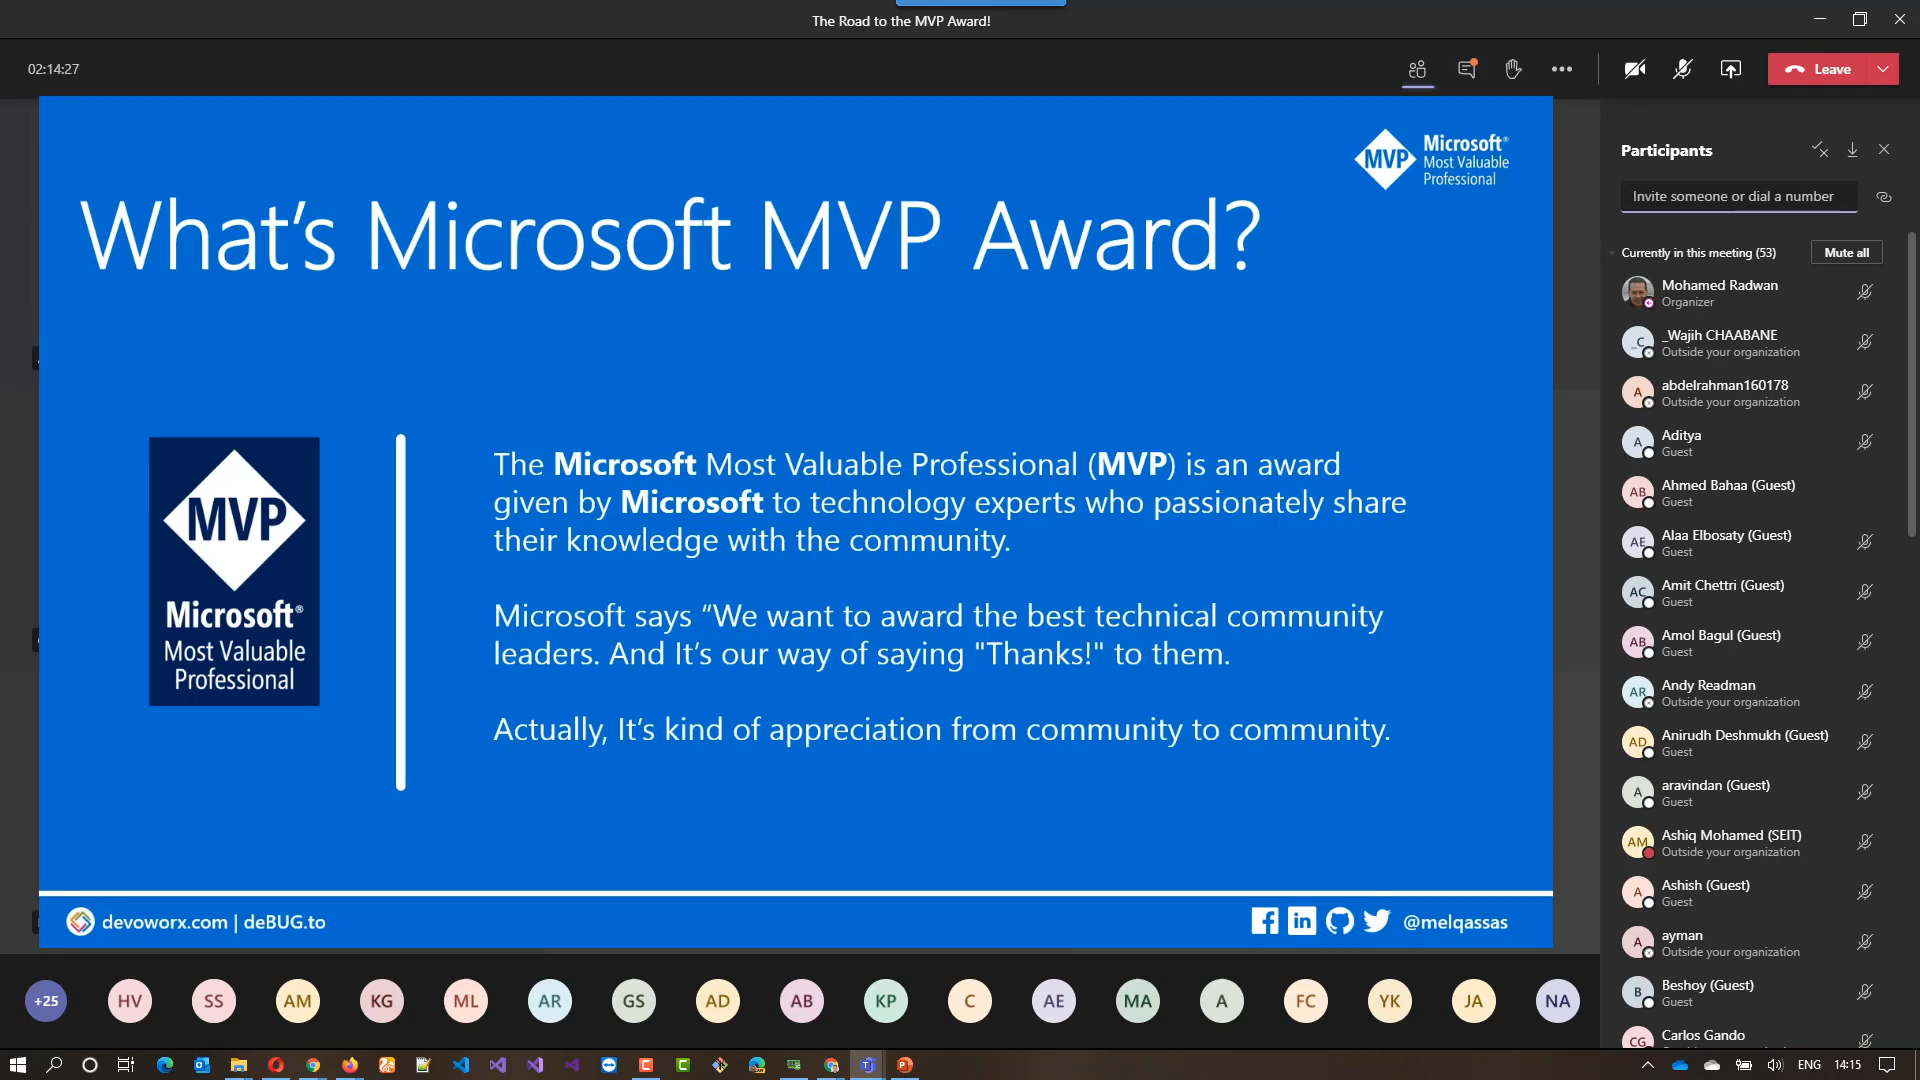 The Road to the MVP Award!
02:14:27
Leave
MVP
Microsoft®
Most Valuable
Professional
What's Microsoft MVP Award?
MVP
Microsoft®
Most Valuable
Professional
The Microsoft Most Valuable Professional (MVP) is an award
given by Microsoft to technology experts who passionately share
their knowledge with the community.
Microsoft says “We want to award the best technical community
leaders. And It’s our way of saying "Thanks!" to them.
Actually, It’s kind of appreciation from community to community.
devoworx.com | deBUG.to
@melqassas
Participants
Invite someone or dial a number
Currently in this meeting (53)
Mute all
Mohamed Radwan
Organizer
_C
_Wajih CHAABANE
Outside your organization
A
abdelrahman160178
Outside your organization
A
Aditya
Guest
AB
Ahmed Bahaa (Guest)
Guest
AE
Alaa Elbosaty (Guest)
Guest
AC
Amit Chettri (Guest)
Guest
AB
Amol Bagul (Guest)
Guest
AR
Andy Readman
Outside your organization
AD
Anirudh Deshmukh (Guest)
Guest
A
aravindan (Guest)
Guest
AM
Ashiq Mohamed (SEIT)
Outside your organization
A
Ashish (Guest)
Guest
A
ayman
Outside your organization
B
Beshoy (Guest)
Guest
CG
Carlos Gando
+25 HV SS AM KG ML AR GS AD AB KP C AE MA A FC YK JA NA
ENG 14:15